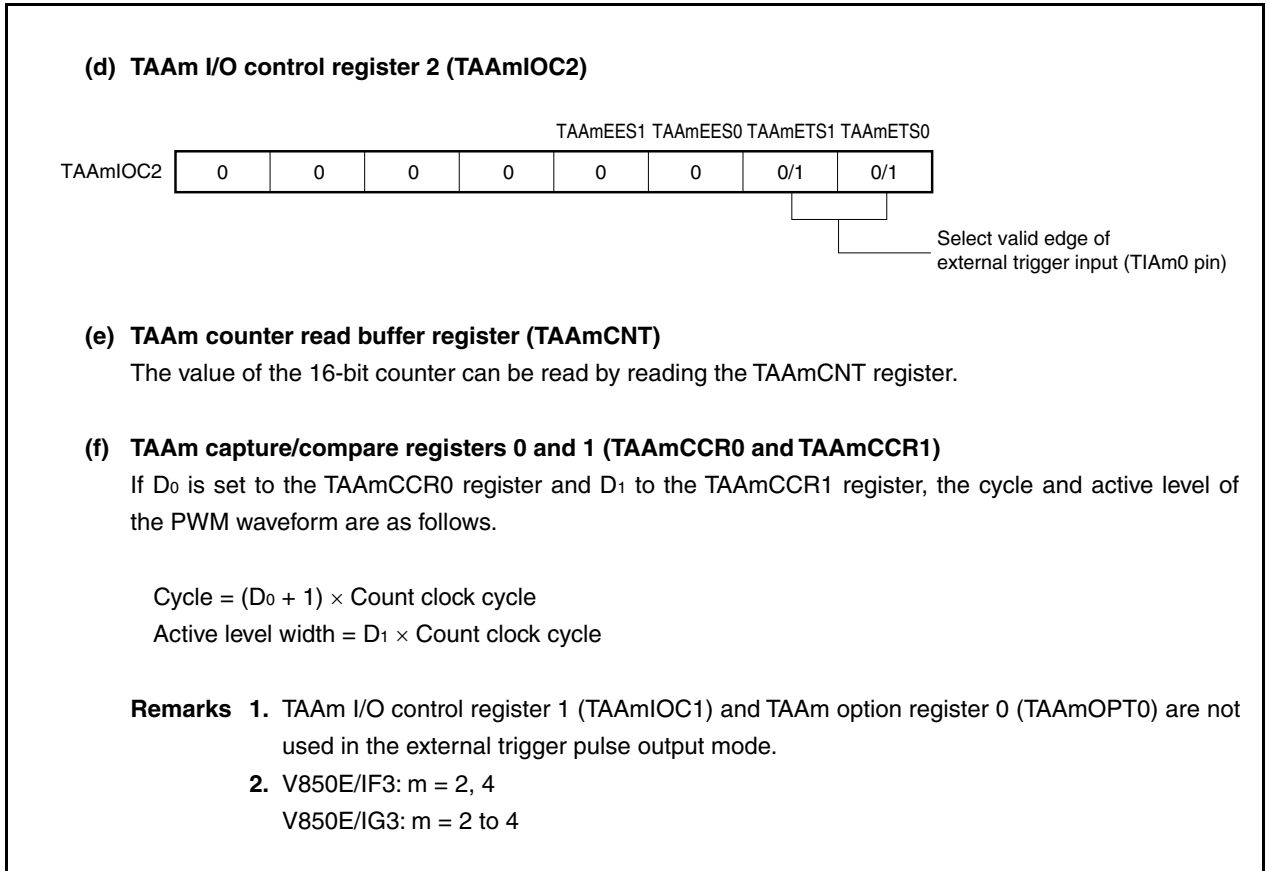 (d) TAAm I/O control register 2 (TAAmIOC2)
TAAmEES1 TAAmEES0 TAAmETS1 TAAmETS0
TAAmIOC2 0 0 0 0 0 0 0/1 0/1
Select valid edge of
external trigger input (TIAm0 pin)
(e) TAAm counter read buffer register (TAAmCNT)
The value of the 16-bit counter can be read by reading the TAAmCNT register.
(f) TAAm capture/compare registers 0 and 1 (TAAmCCR0 and TAAmCCR1)
If D0 is set to the TAAmCCR0 register and D1 to the TAAmCCR1 register, the cycle and active level of
the PWM waveform are as follows.
Cycle = (D0 + 1) × Count clock cycle
Active level width = D1 × Count clock cycle
Remarks 1. TAAm I/O control register 1 (TAAmIOC1) and TAAm option register 0 (TAAmOPT0) are not
used in the external trigger pulse output mode.
2. V850E/IF3: m = 2, 4
V850E/IG3: m = 2 to 4